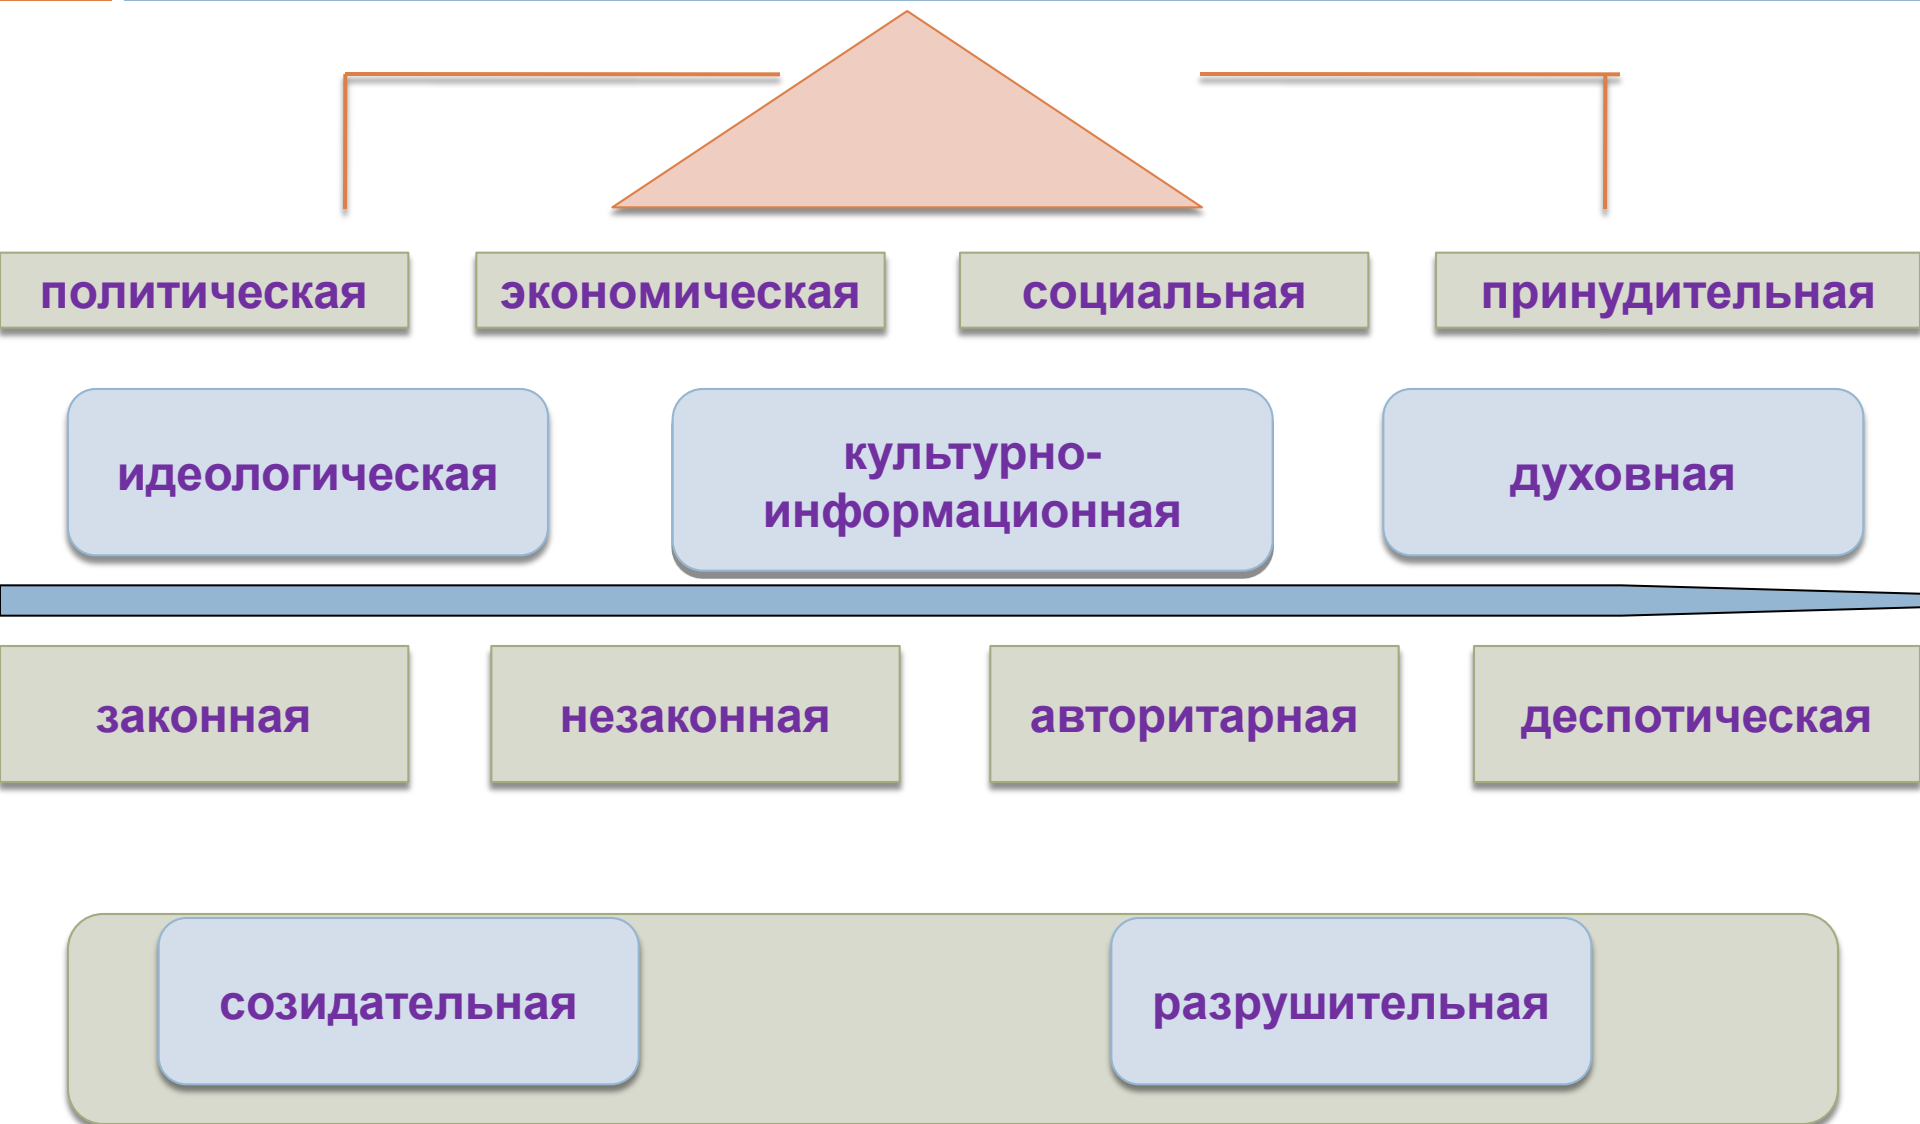 политическая экономическая социальная принудительная
идеологическая
культурно-
информационная
духовная
законная незаконная авторитарная деспотическая
созидательная разрушительная